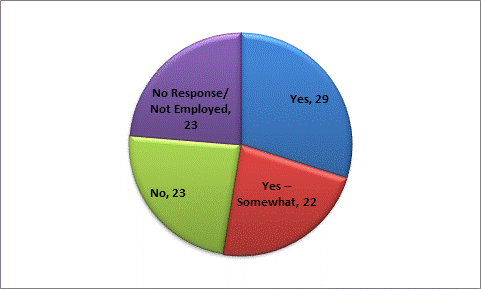 No Response/
Not Employed,
23
Yes, 29
Yes --
Somewhat, 22
No, 23